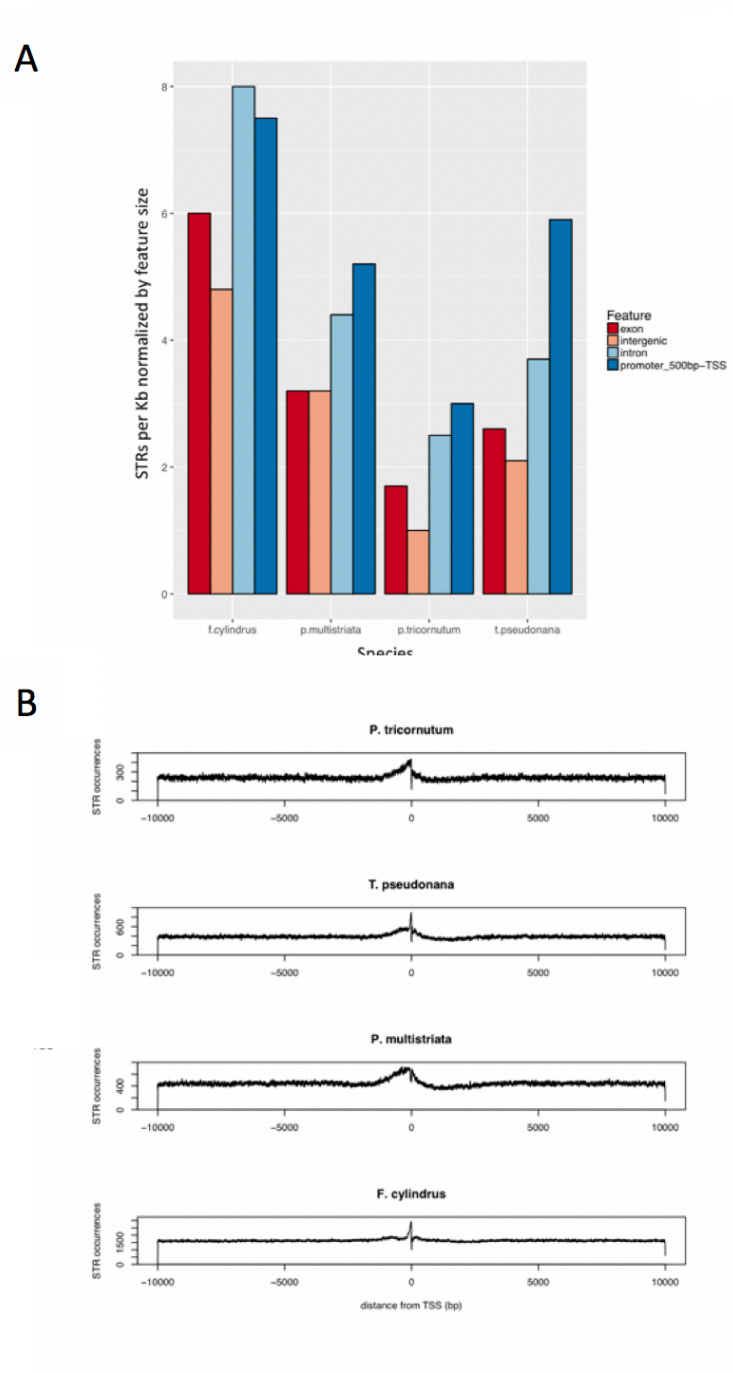 A
STRs per Kb normalized by feature size
8
6
4
2
0
Feature
exon
intergenic
intron
promoter_500bp-TSS
f.cylindrus p.multistriata p.tricornutum t.pseudonana
Species
B
P. tricornutum
STR occurrences
300
0
-10000 -5000 0 5000 10000
T. pseudonana
STR occurrences
600
0
-10000 -5000 0 5000 10000
P. multistriata
STR occurrences
400
0
-10000 -5000 0 5000 10000
F. cylindrus
STR occurrences
1500
0
-10000 -5000 0 5000 10000
distance from TSS (bp)